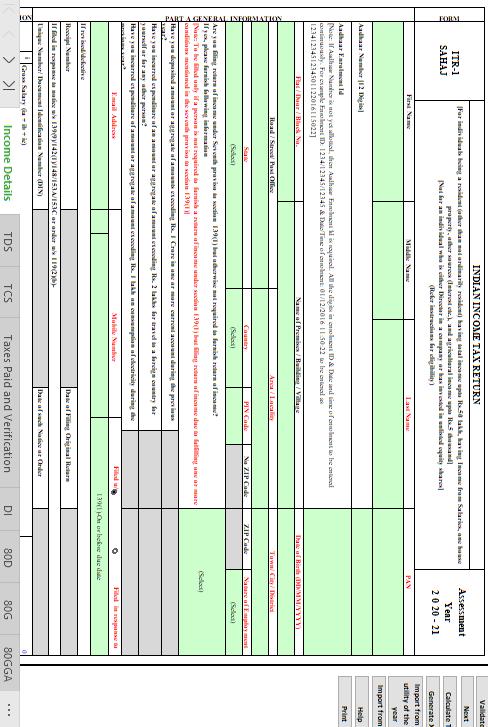 FORM
ITR-1
SAHAJ
INDIAN INCOME TAX RETURN
[For individuals being a resident (other than not ordinarily resident) having total income upto Rs.50 lakh, having Income from Salaries, one house
property, other sources (Interest etc.), and agricultural income upto Rs.5 thousand]
[Not for an individual who is either Director in a company or has invested in unlisted equity shares]
(Refer instructions for eligibility)
Assessment
Year
2 0 20 - 21
PART A GENERAL INFORMATION
First Name
Middle Name
Last Name
PAN
Aadhaar Number [12 Digits]
Aadhaar Enrolment Id
[Note: If Aadhaar Number is not yet allotted, then Aadhaar Enrolment Id is required. All the digits in enrolment ID & Date and time of enrolment to be entered
continuously. For example Enrolment ID: 1234/12345/12345 & Date/Time of enrolment: 01/12/2016 11:50:22 to be entered as
1234123451234501122016115022]
Flat / Door / Block No.
Name of Premises / Building / Village
Date of Birth (DD/MM/YYYY)
Road / Street/ Post Office
Area / Locality
Town/ City/ District
State
Country
PIN Code
No ZIP Code
ZIP Code
Nature of Employment
(Select)
(Select)
(Select)
Are you filing return of income under Seventh proviso to section 139(1) but otherwise not required to furnish return of income?
If yes please furnish following information
(Select)
[Note: To be filled only if a person is not required to furnish a return of income under section 139(1) but filing return of income due to fulfilling one or more
conditions mentioned in the seventh proviso to section 139(1)]
Have you deposited amount or aggregate of amounts exceeding Rs. 1 Crore in one or more current account during the previous
Have you incurred expenditure of an amount or aggregate of amount exceeding Rs. 2 lakhs for travel to a foreign country for
yourself or for any other person?
Have you incurred expenditure of amount or aggregate of amount exceeding Rs. 1 lakh on consumption of electricity during the
Email Address
Mobile Number
Filed u/s
Filed in response to
139(1)-On or before due date
If revised/defective
Receipt Number
Date of Filing Original Return
If filed in response to notice u/s 139(9)/142(1)/148/153A/153C or order u/s 119(2)(b)-
Unique Number/ Document Identification Number (DIN)
Date of such Notice or Order
i Gross Salary (ia + ib + ic)
0
Income Details
TDS
TCS
Taxes Paid and Verification
DI
80D
80G
80GGA
...
Validate
Next
Calculate
Generate
Import from
utility of the
Import from
year
Help
Print